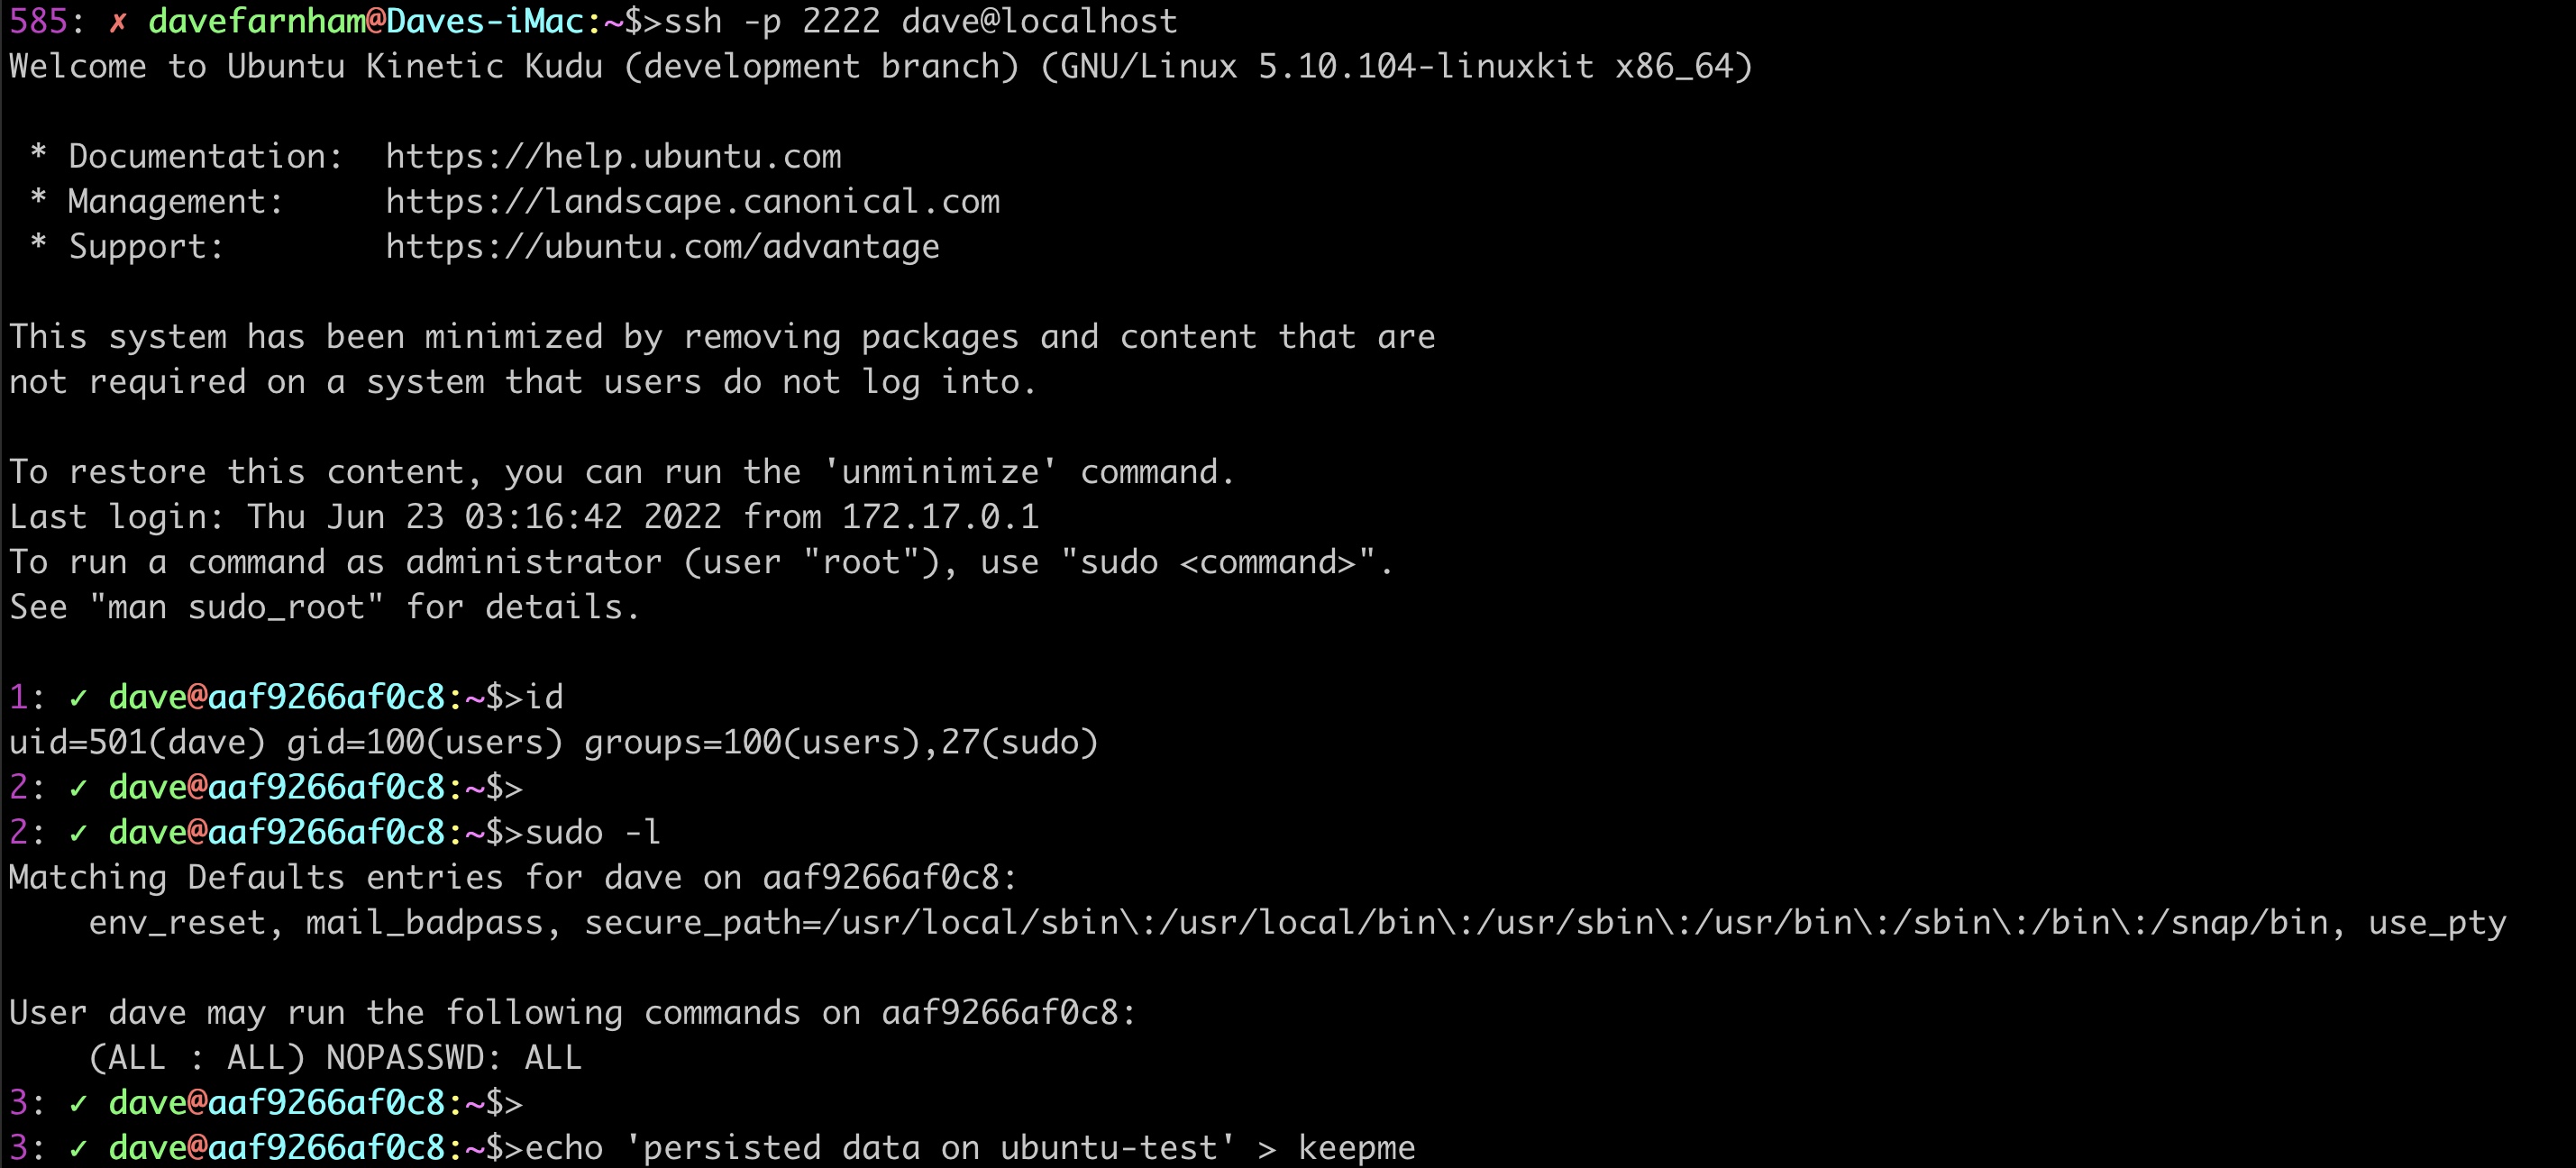 585: ✗ davefarnham@Daves-iMac:~$>ssh -p 2222 dave@localhost
Welcome to Ubuntu Kinetic Kudu (development branch) (GNU/Linux 5.10.104-linuxkit x86_64)
 * Documentation:  https://help.ubuntu.com
 * Management:     https://landscape.canonical.com
 * Support:        https://ubuntu.com/advantage
This system has been minimized by removing packages and content that are
not required on a system that users do not log into.
To restore this content, you can run the 'unminimize' command.
Last login: Thu Jun 23 03:16:42 2022 from 172.17.0.1
To run a command as administrator (user "root"), use "sudo <command>".
See "man sudo_root" for details.
1: ✓ dave@aaf9266af0c8:~$>id
uid=501(dave) gid=100(users) groups=100(users),27(sudo)
2: ✓ dave@aaf9266af0c8:~$>
2: ✓ dave@aaf9266af0c8:~$>sudo -l
Matching Defaults entries for dave on aaf9266af0c8:
    env_reset, mail_badpass, secure_path=/usr/local/sbin\:/usr/local/bin\:/usr/sbin\:/usr/bin\:/sbin\:/bin\:/snap/bin, use_pty
User dave may run the following commands on aaf9266af0c8:
    (ALL : ALL) NOPASSWD: ALL
3: ✓ dave@aaf9266af0c8:~$>
3: ✓ dave@aaf9266af0c8:~$>echo 'persisted data on ubuntu-test' > keepme